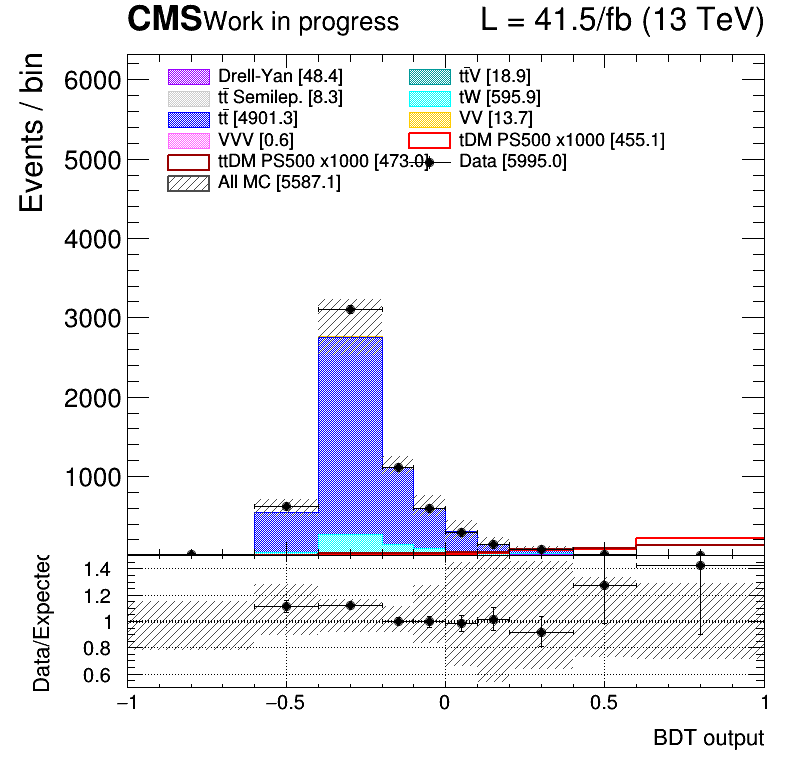 CMS Work in progress L = 41.5/fb (13 TeV)
Events / bin
6000
5000
4000
3000
2000
1000
Drell-Yan [48.4]
tt̄V [18.9]
tt̄ Semilep. [8.3]
tW [595.9]
tt̄ [4901.3]
VV [13.7]
VVV [0.6]
tDM PS500 x1000 [455.1]
ttDM PS500 x1000 [473.0]
Data [5995.0]
All MC [5587.1]
Data/Expected
1.4
1.2
1
0.8
0.6
−1 −0.5 0 0.5 1
BDT output